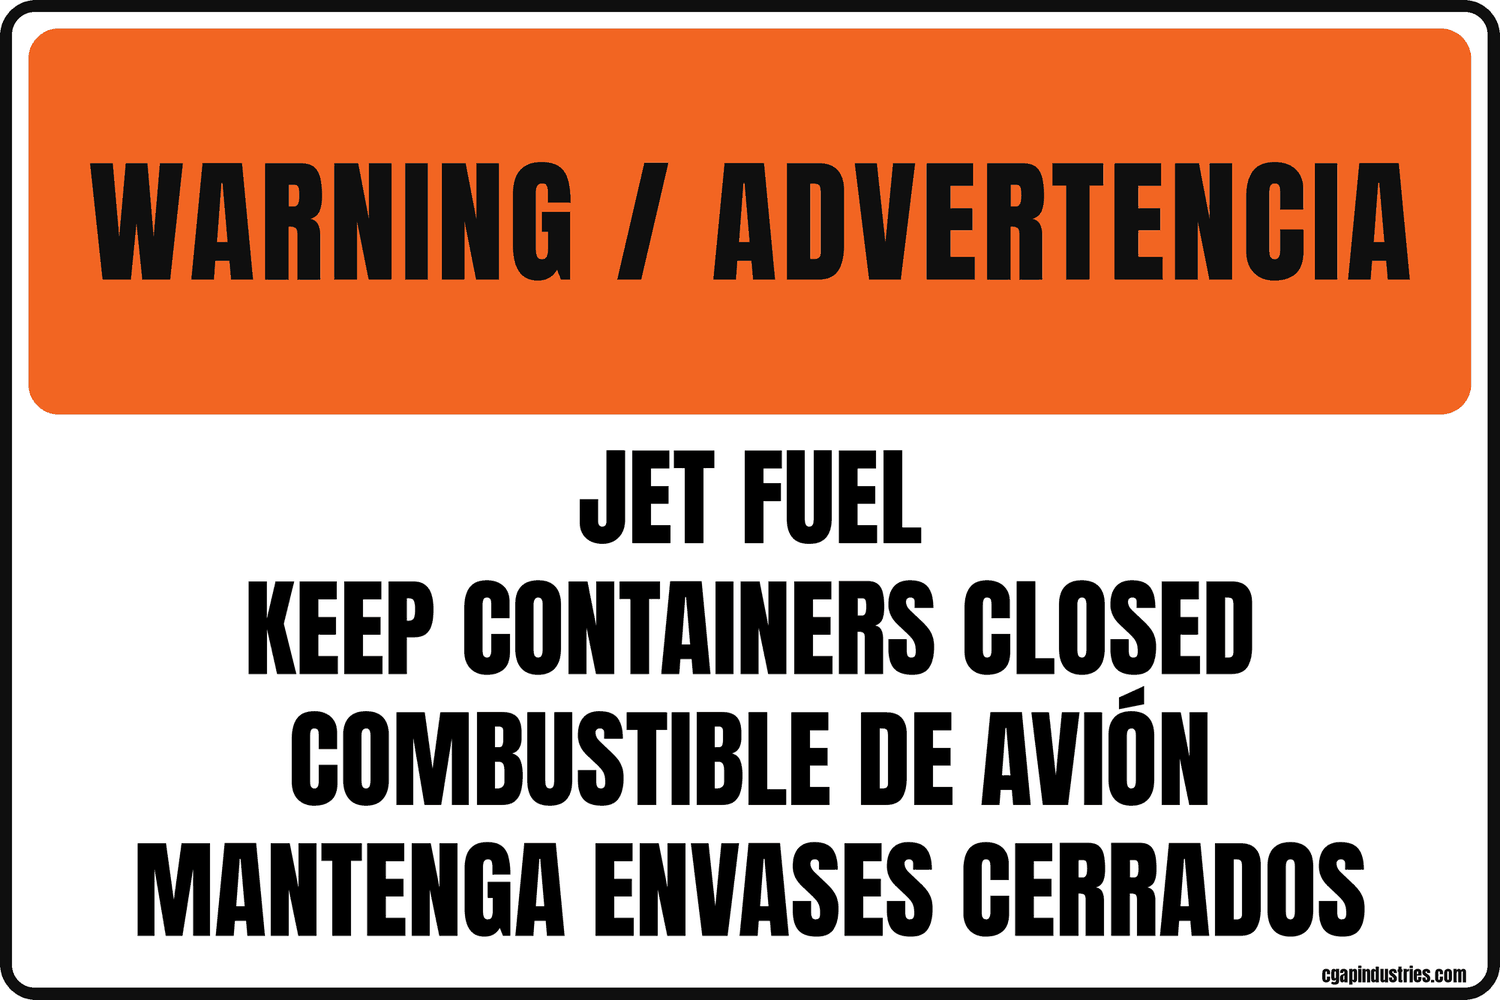 WARNING / ADVERTENCIA
JET FUEL
KEEP CONTAINERS CLOSED
COMBUSTIBLE DE AVIÓN
MANTENGA ENVASES CERRADOS
cgapindustries.com